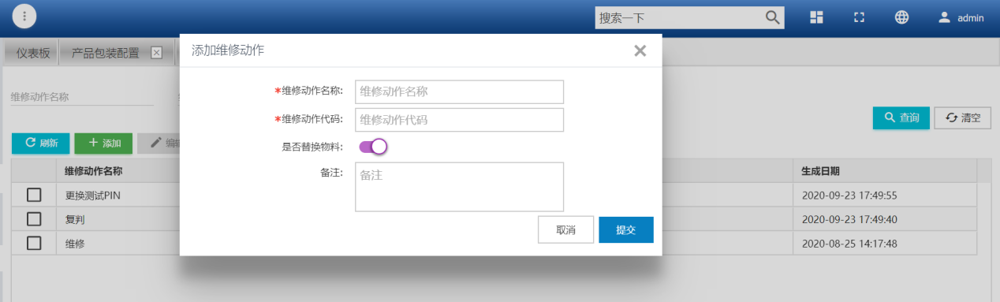 搜索一下
admin
仪表板
产品包装配置
添加维修动作
维修动作名称
*维修动作名称:
维修动作名称
*维修动作代码:
维修动作代码
查询
清空
刷新
添加
编辑
是否替换物料:
备注:
备注
维修动作名称
生成日期
更换测试PIN
2020-09-23 17:49:55
复判
2020-09-23 17:49:40
取消
提交
维修
2020-08-25 14:17:48